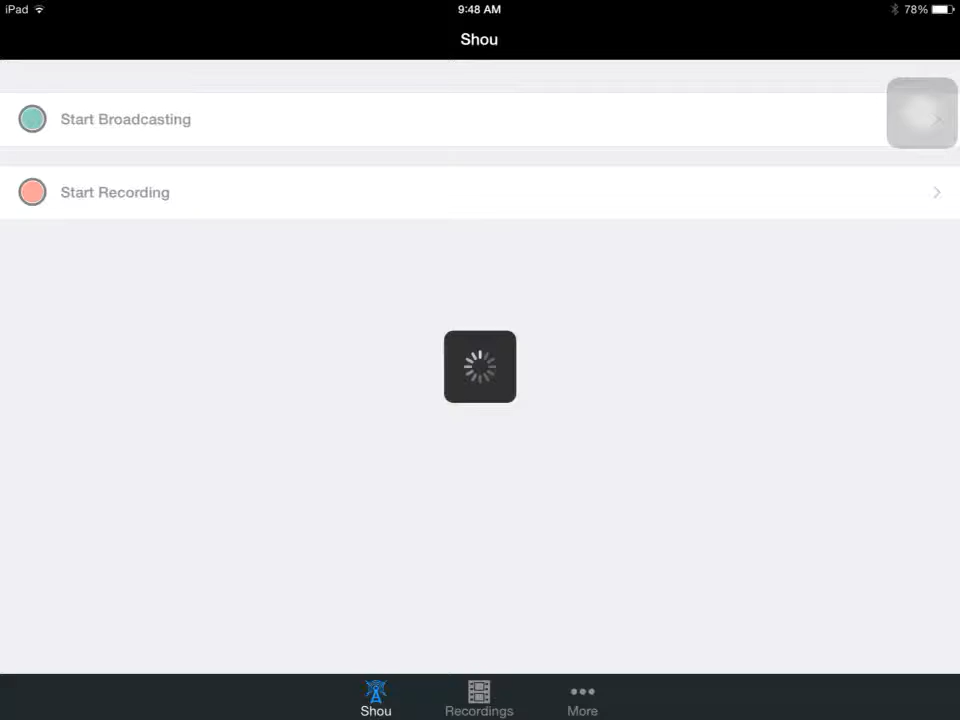 iPad 9:48 AM 78%
Shou
Start Broadcasting
Start Recording
Shou Recordings More